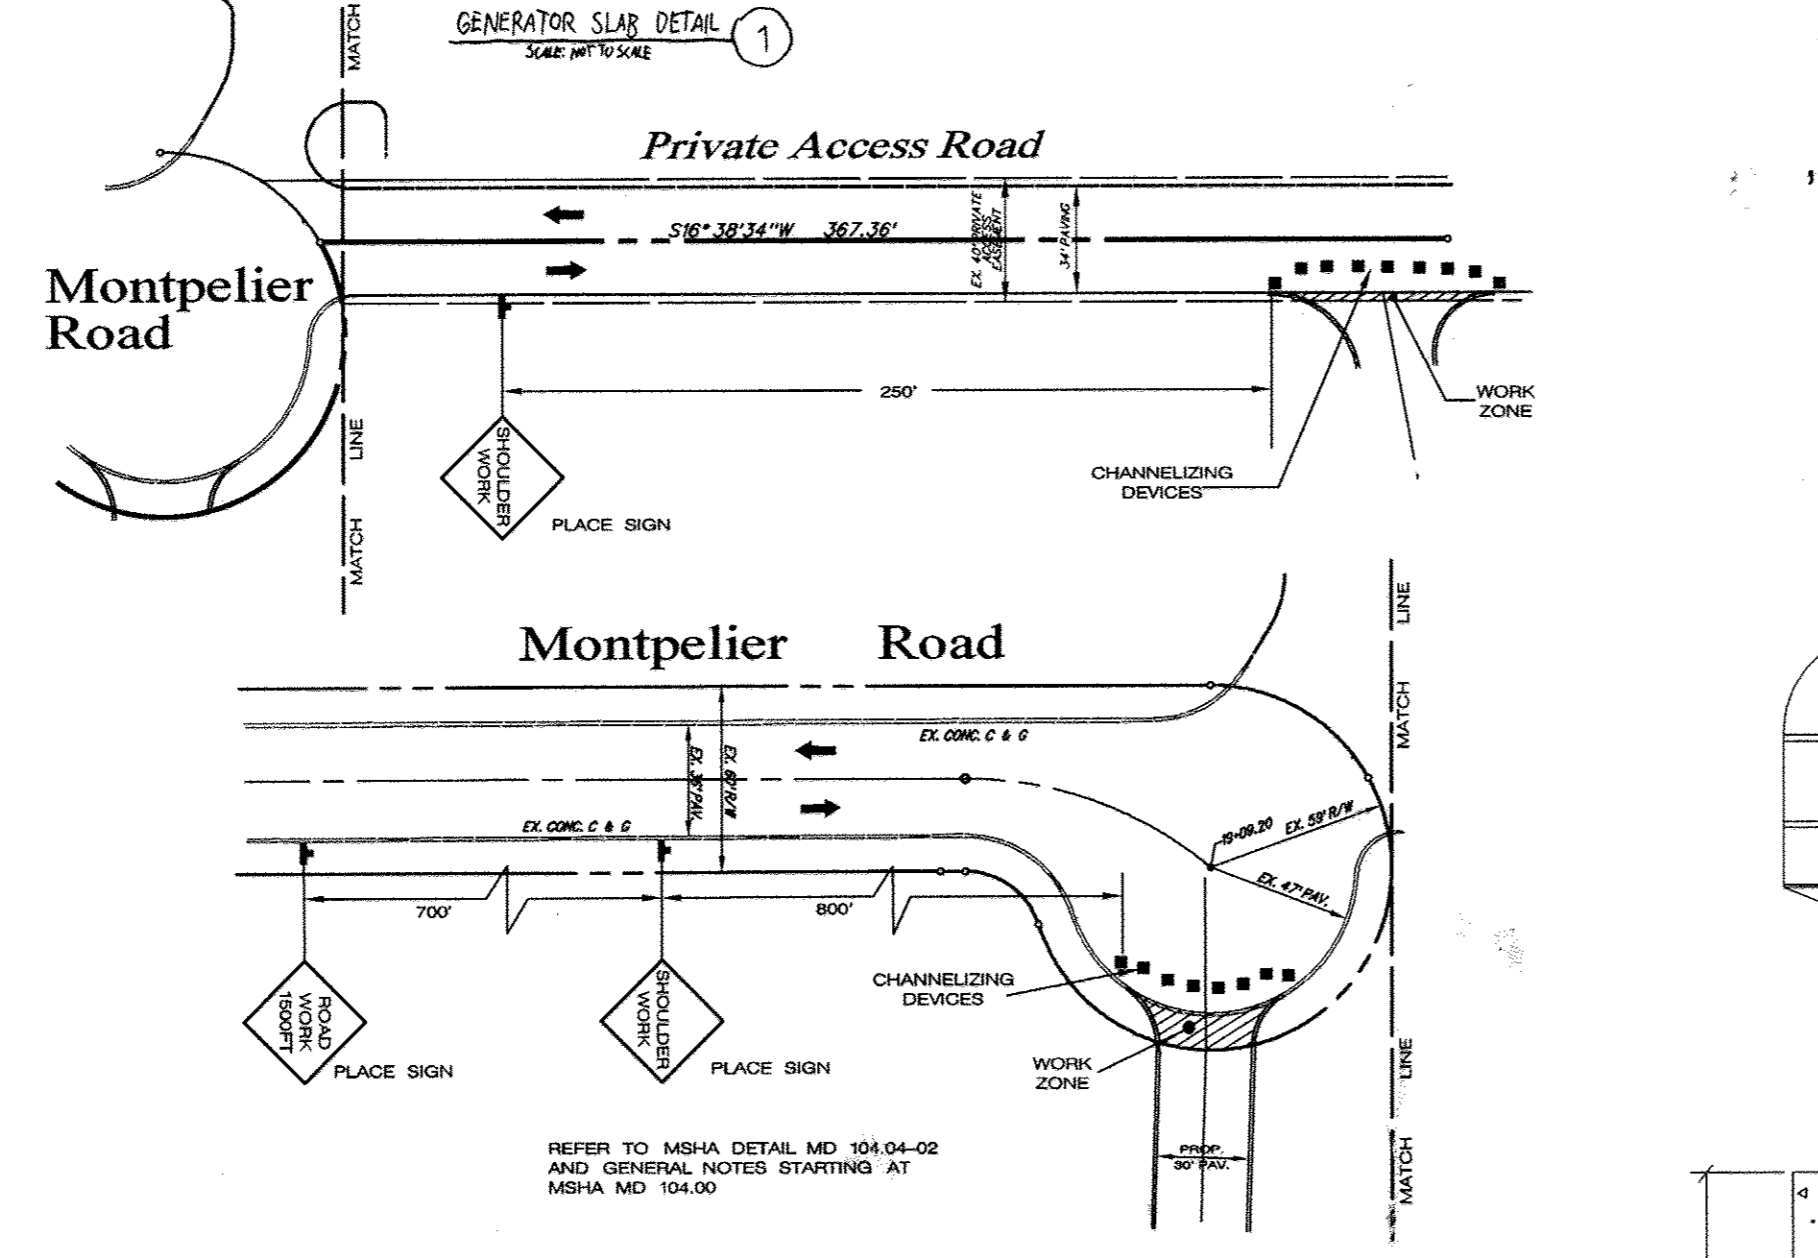 GENERATOR SLAB DETAIL
1
SCALE: NOT TO SCALE
MATCH
LINE
MATCH
Private Access Road
S16° 38'34"W 367.36'
EX. 40' PRIVATE
ACCESS
EASEMENT
34' PAVING
Montpelier
Road
250'
WORK
ZONE
CHANNELIZING
DEVICES
SHOULDER
WORK
PLACE SIGN
Montpelier Road
LINE
MATCH
LINE
MATCH
EX. CONC. C & G
EX. CONC. C & G
EX. 36' PAV.
EX. 60' R/W
19+09.20
EX. 59' R/W
EX. 47' PAV.
700'
800'
CHANNELIZING
DEVICES
ROAD
WORK
1500FT
PLACE SIGN
SHOULDER
WORK
PLACE SIGN
WORK
ZONE
PROP.
30' PAV.
REFER TO MSHA DETAIL MD 104.04-02
AND GENERAL NOTES STARTING AT
MSHA MD 104.00